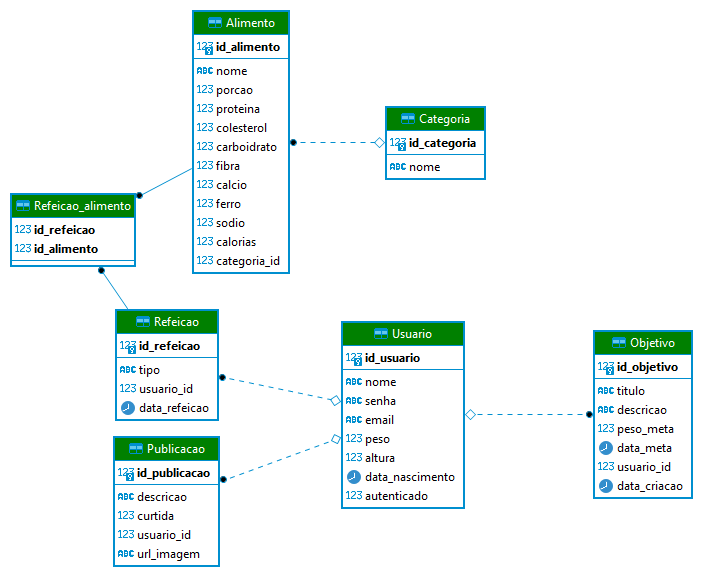 Alimento
123 id_alimento
ABC nome
123 porcao
123 proteina
123 colesterol
123 carboidrato
123 fibra
123 calcio
123 ferro
123 sodio
123 calorias
123 categoria_id
Categoria
123 id_categoria
ABC nome
Refeicao_alimento
123 id_refeicao
123 id_alimento
Refeicao
123 id_refeicao
ABC tipo
123 usuario_id
data_refeicao
Usuario
123 id_usuario
ABC nome
ABC senha
ABC email
123 peso
123 altura
data_nascimento
123 autenticado
Objetivo
123 id_objetivo
ABC titulo
ABC descricao
123 peso_meta
data_meta
123 usuario_id
data_criacao
Publicacao
123 id_publicacao
ABC descricao
123 curtida
123 usuario_id
ABC url_imagem